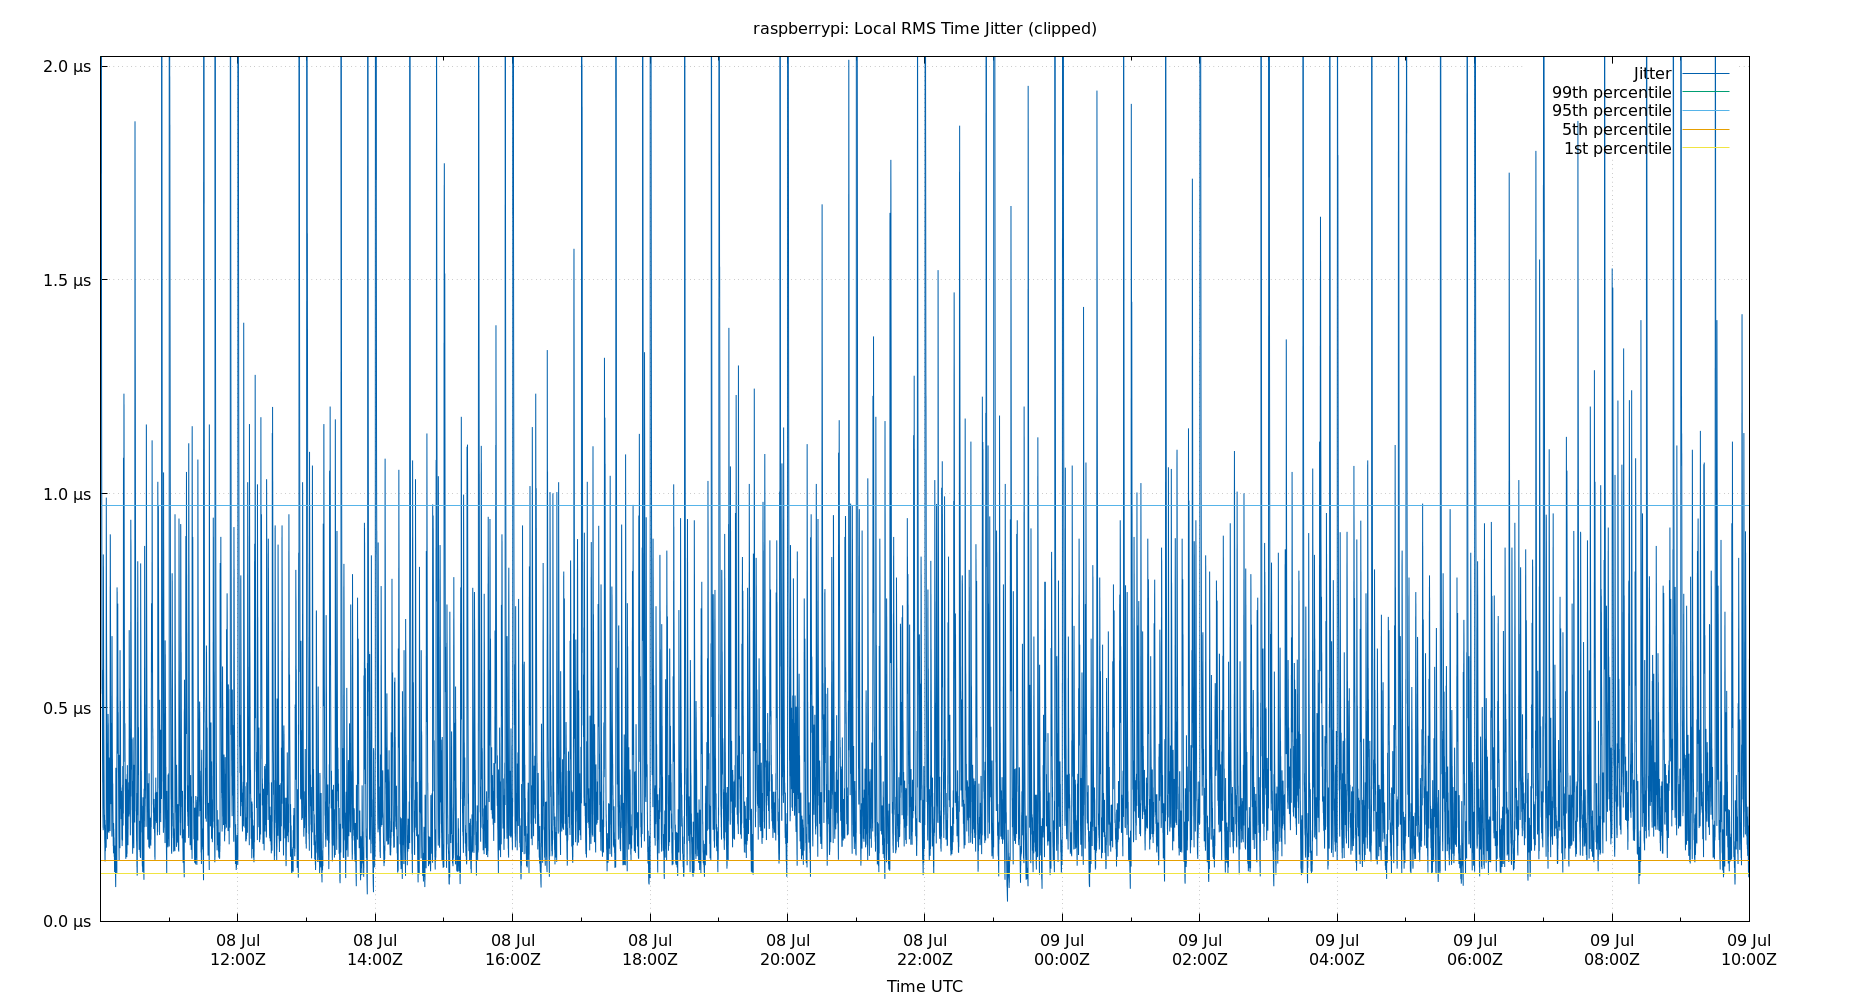 raspberrypi: Local RMS Time Jitter (clipped)
2.0 µs
1.5 µs
1.0 µs
0.5 µs
0.0 µs
Jitter
99th percentile
95th percentile
5th percentile
1st percentile
08 Jul
12:00Z
08 Jul
14:00Z
08 Jul
16:00Z
08 Jul
18:00Z
08 Jul
20:00Z
08 Jul
22:00Z
09 Jul
00:00Z
09 Jul
02:00Z
09 Jul
04:00Z
09 Jul
06:00Z
09 Jul
08:00Z
09 Jul
10:00Z
Time UTC